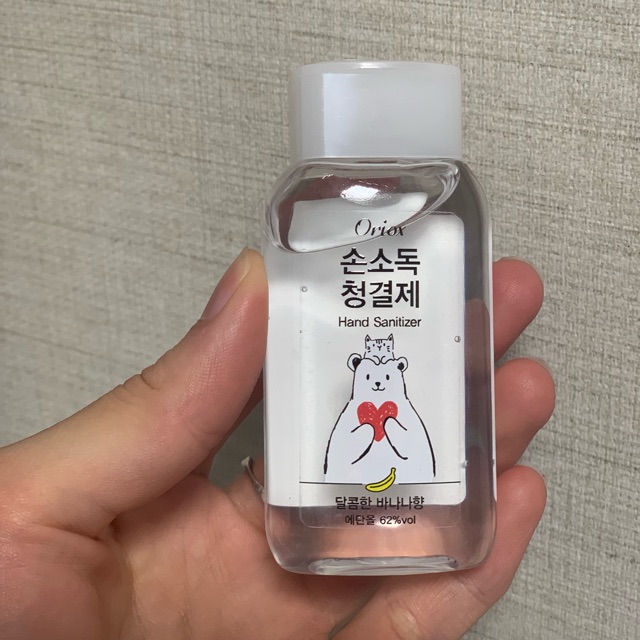 Oriox
손소독
청결제
Hand Sanitizer
달콤한 바나나향
에단올 62%vol